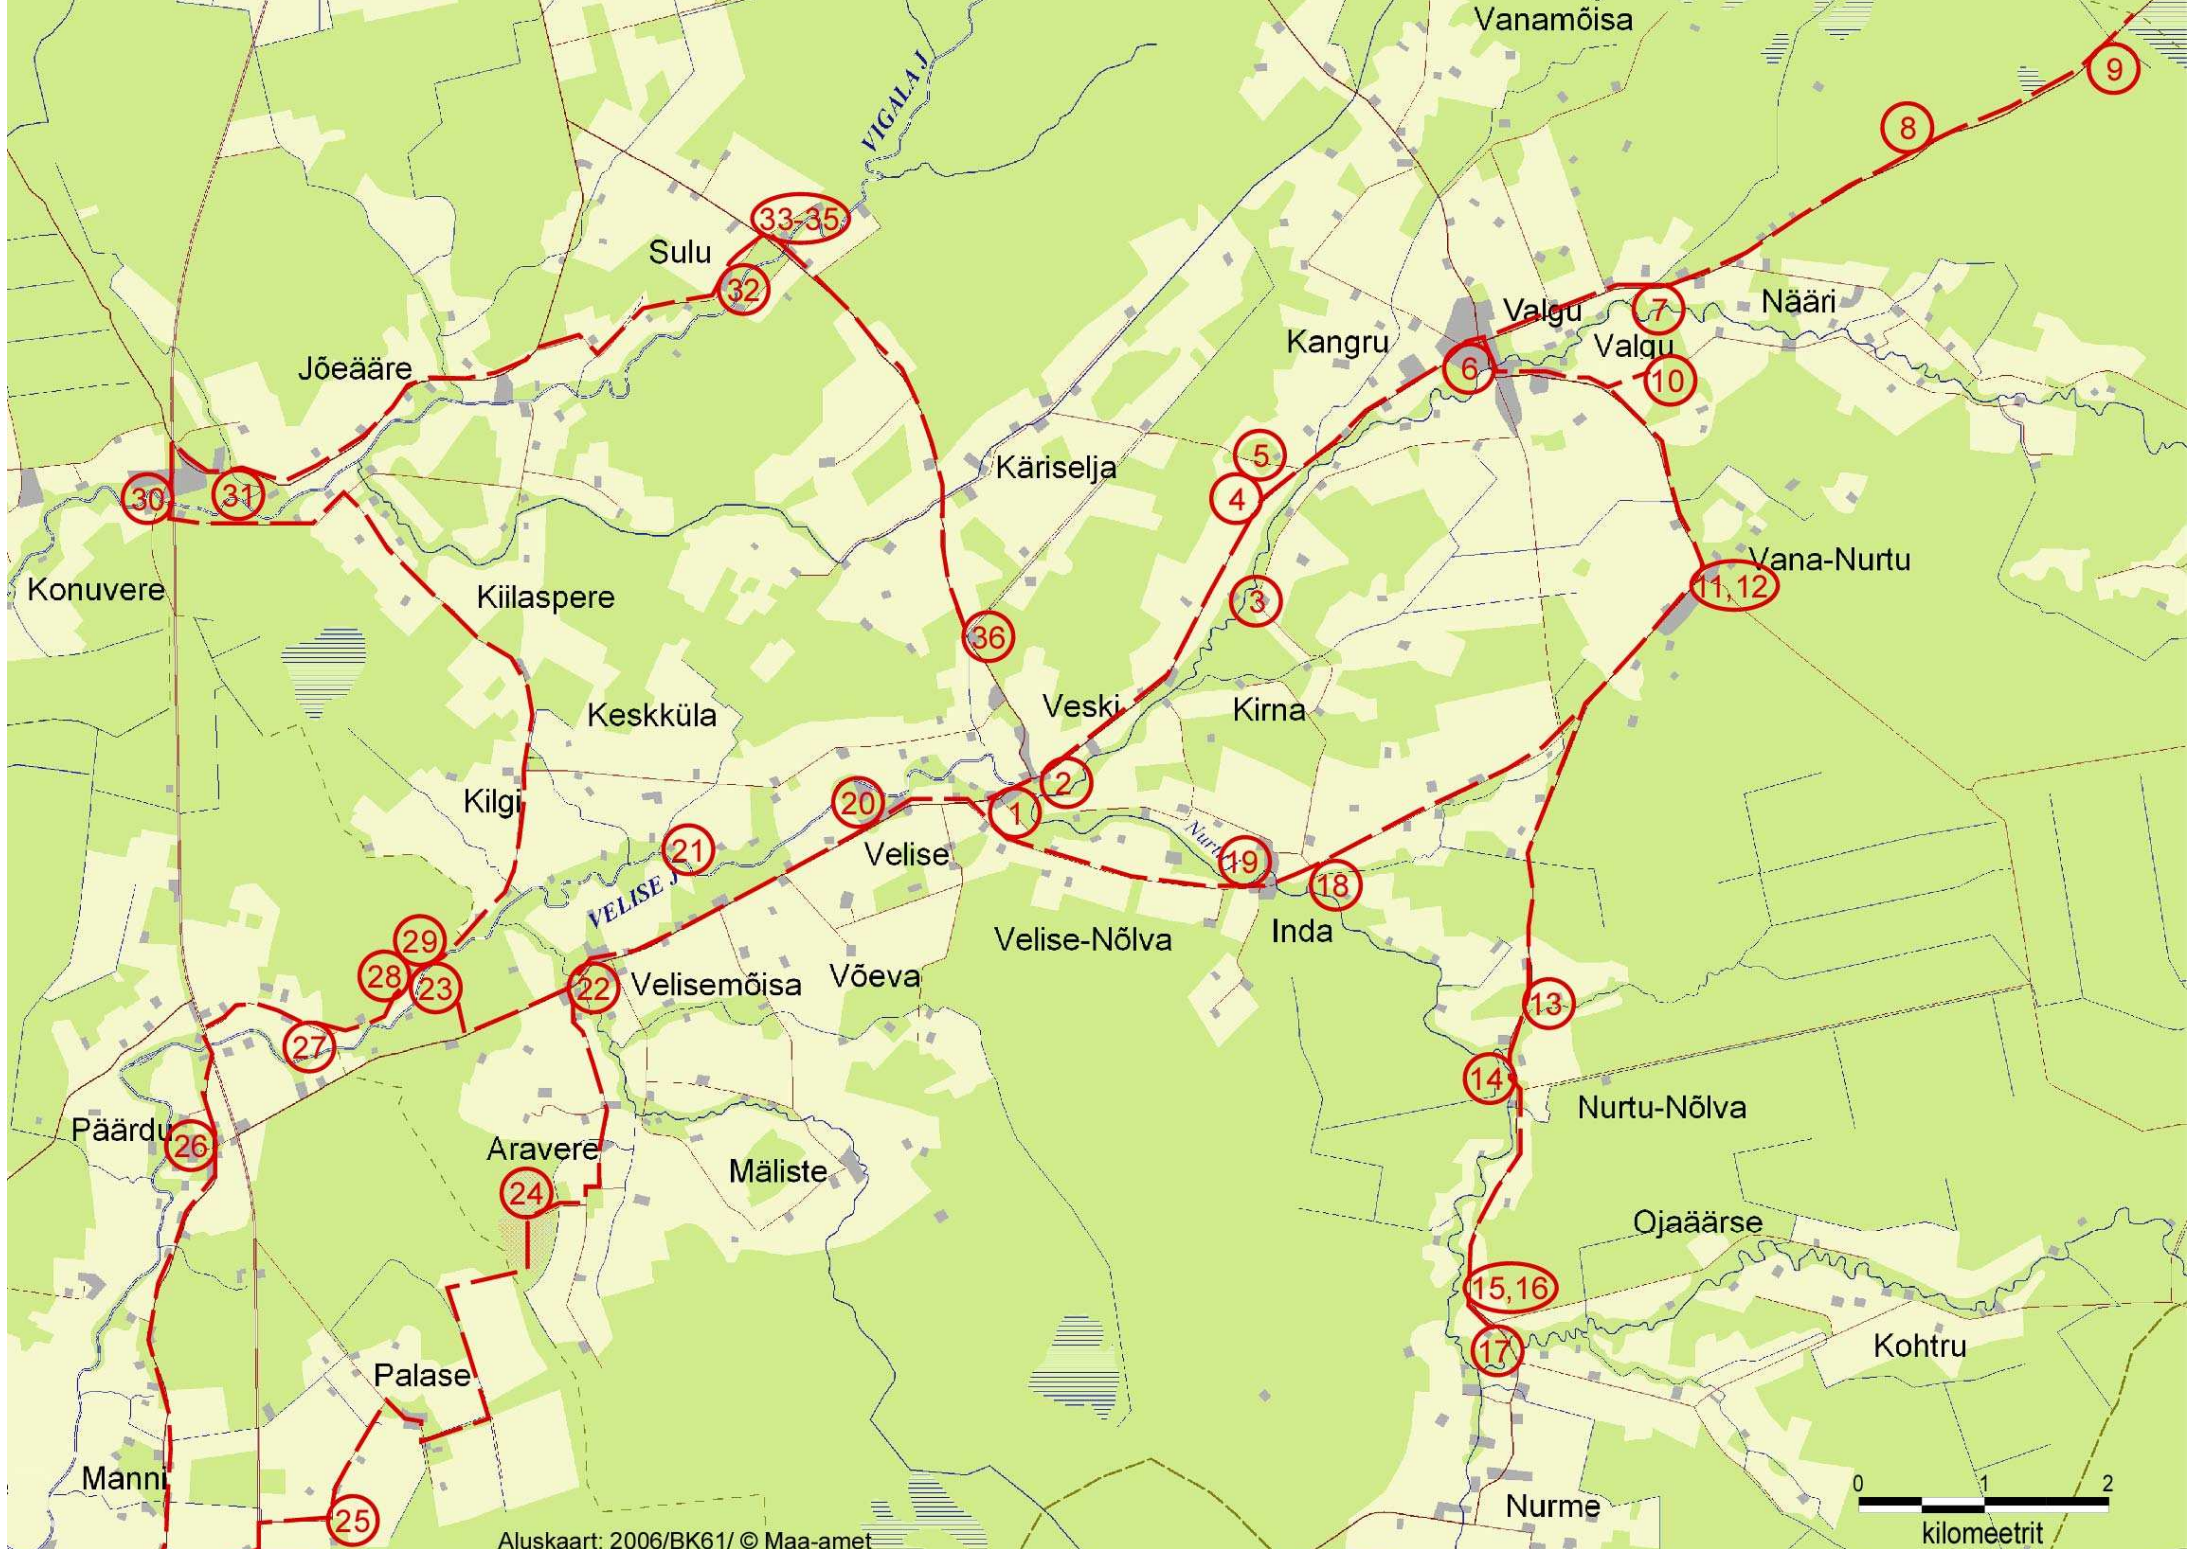 Vanamõisa
9
VIGALA J
8
33-35
Sulu
32
Valgu
7
Nääri
Kangru
Valgu
6
10
Jõeääre
5
Käriselja
4
30
31
Vana-Nurtu
11,12
Konuvere
Kiilaspere
3
36
Keskküla
Veski
Kirna
2
Kilgi
20
1
21
Velise
19
18
VELISE J
Velise-Nõlva
Inda
29
28
23
22
Velisemõisa
Võeva
13
27
14
Nurtu-Nõlva
Päärdu
26
Aravere
Mäliste
24
Ojaäärse
15,16
17
Kohtru
Palase
Manni
25
Nurme
0 1 2
kilomeetrit
Aluskaart: 2006/BK61/ © Maa-amet